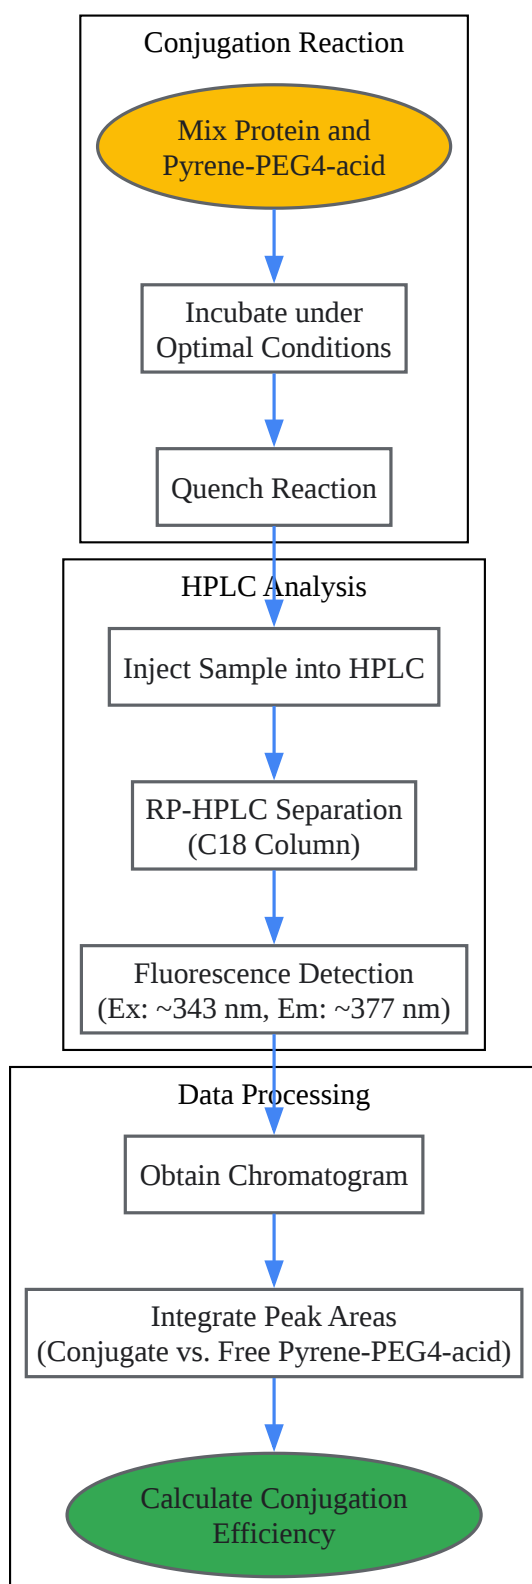 Conjugation Reaction
Mix Protein and
Pyrene-PEG4-acid
Incubate under
Optimal Conditions
Quench Reaction
HPLC Analysis
Inject Sample into HPLC
RP-HPLC Separation
(C18 Column)
Fluorescence Detection
(Ex: ~343 nm, Em: ~377 nm)
Data Processing
Obtain Chromatogram
Integrate Peak Areas
(Conjugate vs. Free Pyrene-PEG4-acid)
Calculate Conjugation
Efficiency